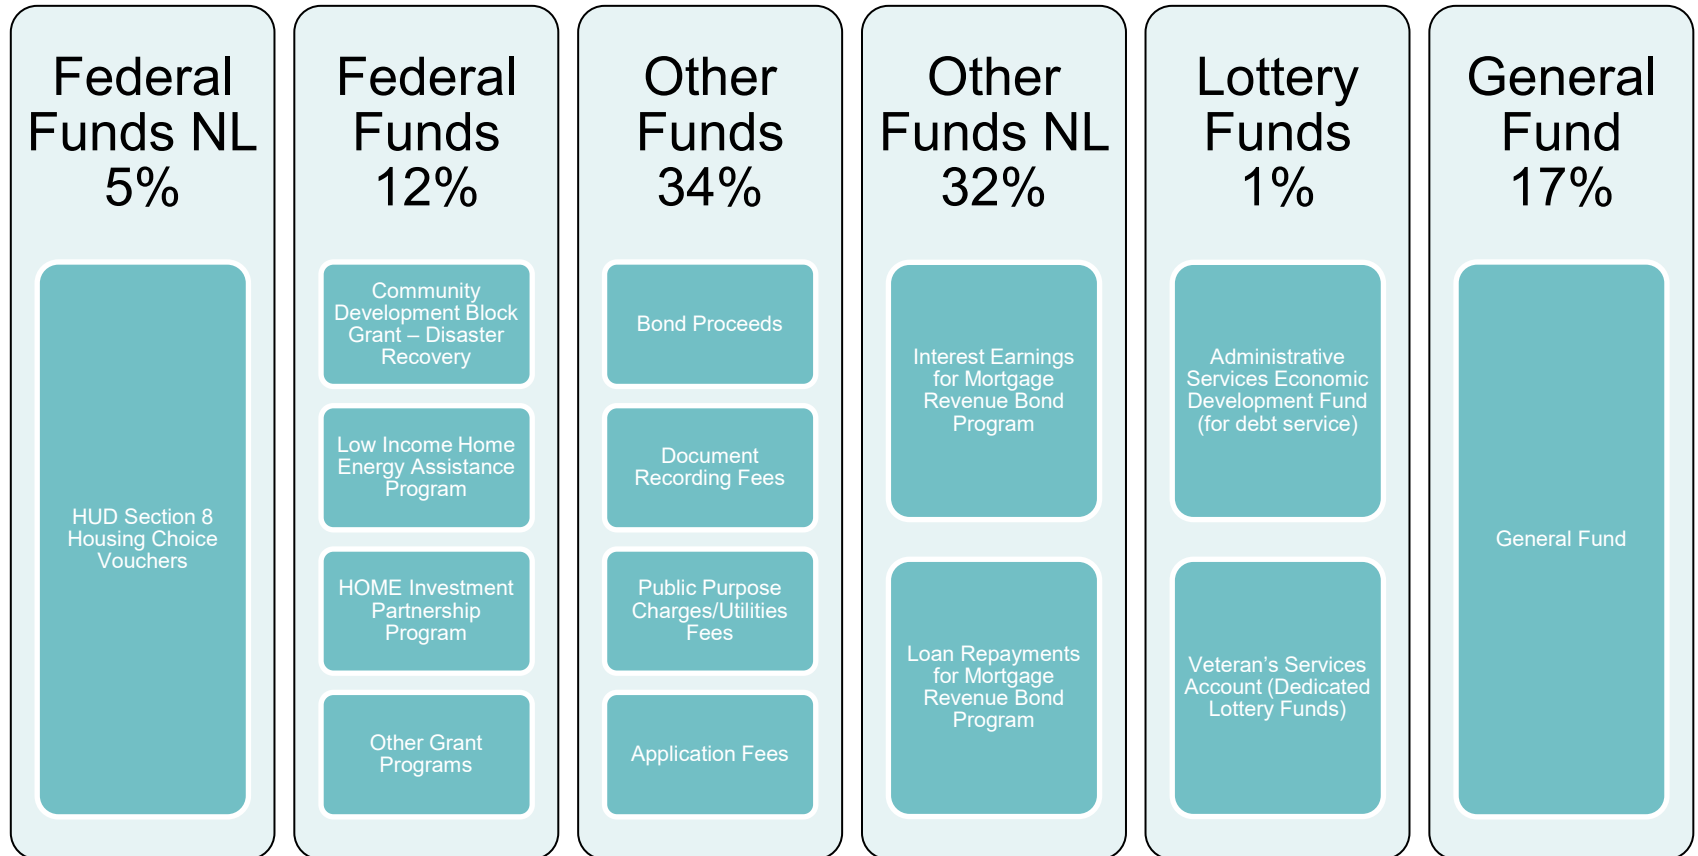 Federal
Funds NL
5%
HUD Section 8
Housing Choice
Vouchers
Federal
Funds
12%
Community
Development Block
Grant – Disaster
Recovery
Low Income Home
Energy Assistance
Program
HOME Investment
Partnership
Program
Other Grant
Programs
Other
Funds
34%
Bond Proceeds
Document
Recording Fees
Public Purpose
Charges/Utilities
Fees
Application Fees
Other
Funds NL
32%
Interest Earnings
for Mortgage
Revenue Bond
Program
Loan Repayments
for Mortgage
Revenue Bond
Program
Lottery
Funds
1%
Administrative
Services Economic
Development Fund
(for debt service)
Veteran’s Services
Account (Dedicated
Lottery Funds)
General
Fund
17%
General Fund